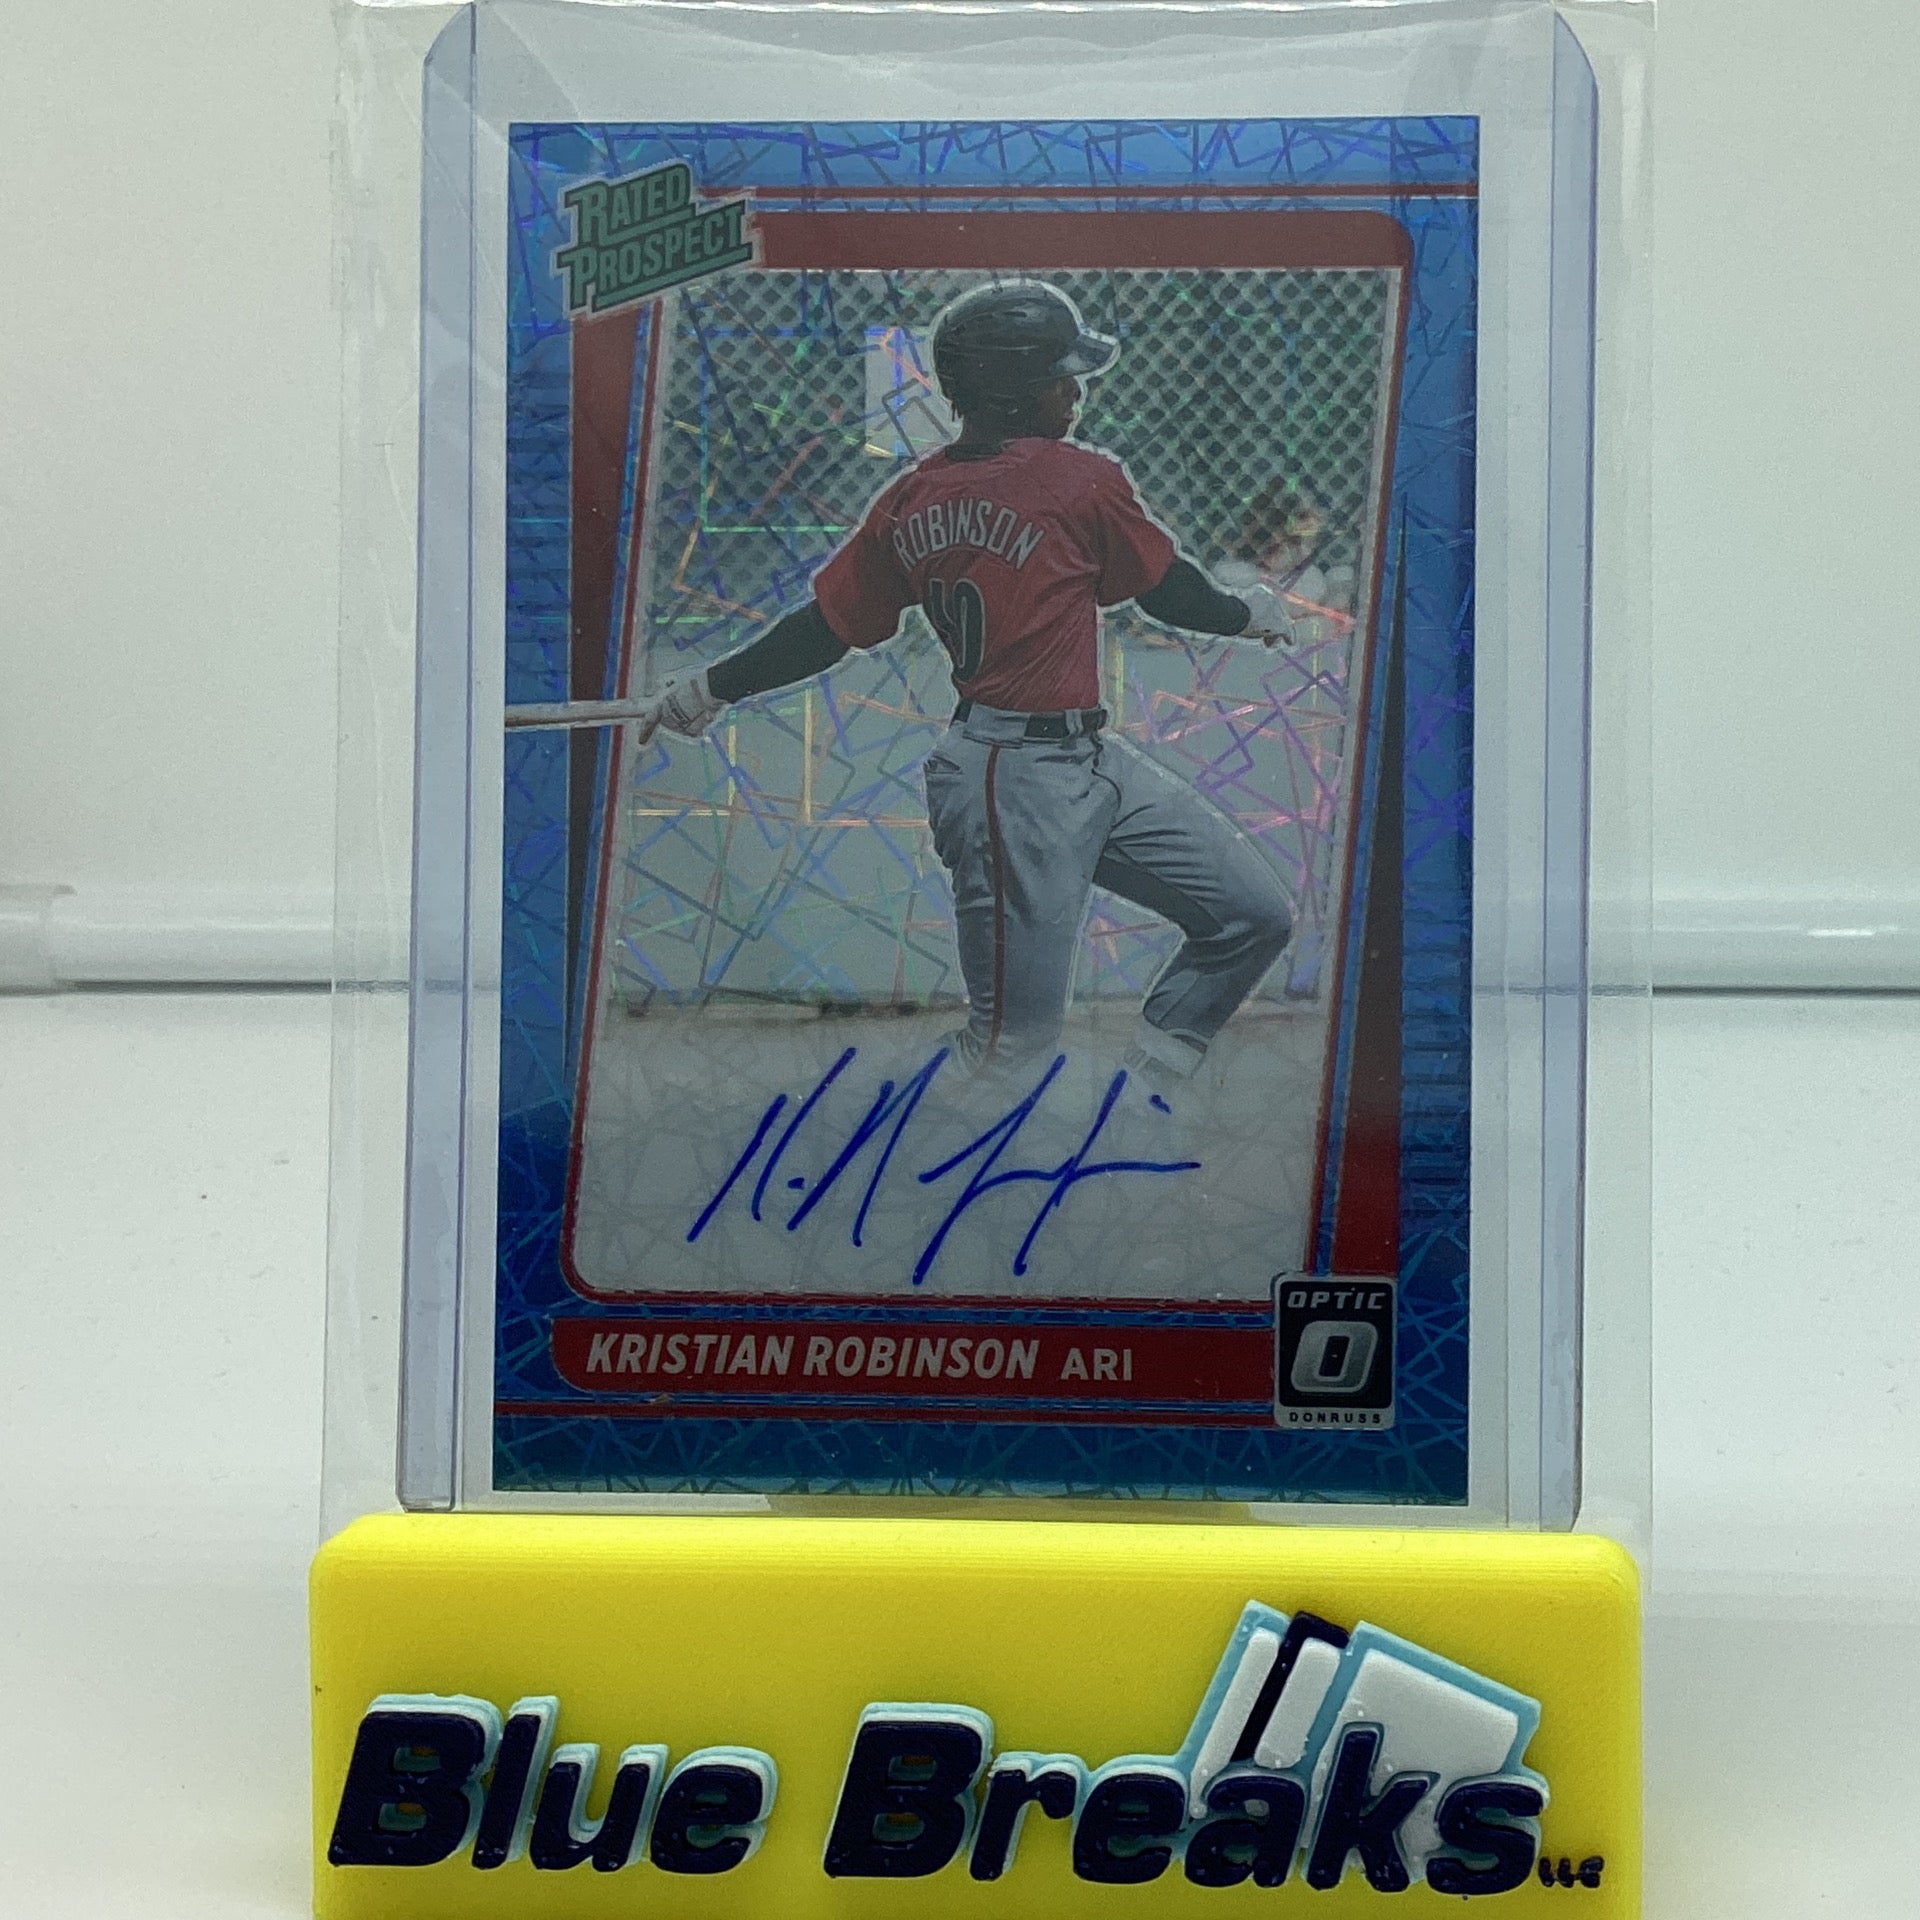 RATED
PROSPECT
ROBINSON
KRISTIAN ROBINSON ARI
OPTIC
DONRUSS
Blue Breaks LLC